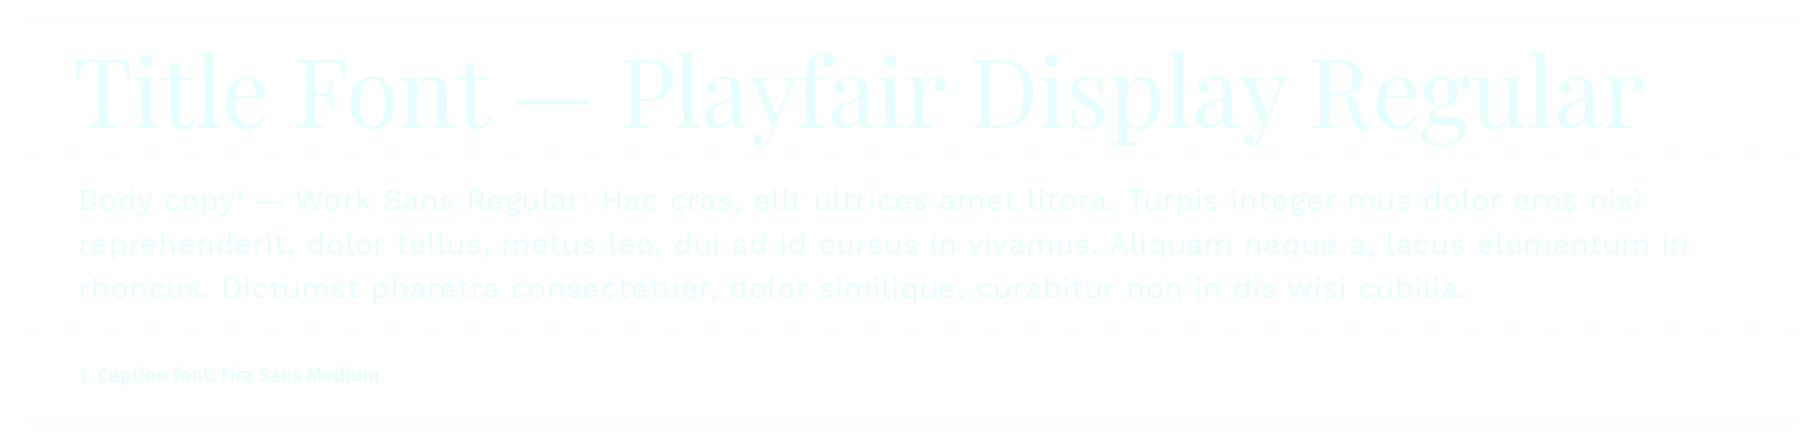 Title Font — Playfair Display Regular
Body copy¹ — Work Sans Regular: Hac cras, elit ultrices amet litora. Turpis integer mus dolor eros nisi
reprehenderit, dolor tellus, metus leo, dui ad id cursus in vivamus. Aliquam neque a, lacus elementum in
rhoncus. Dictumst pharetra consectetuer, dolor similique, curabitur non in dis wisi cubilia.
1. Caption font: Fira Sans Medium